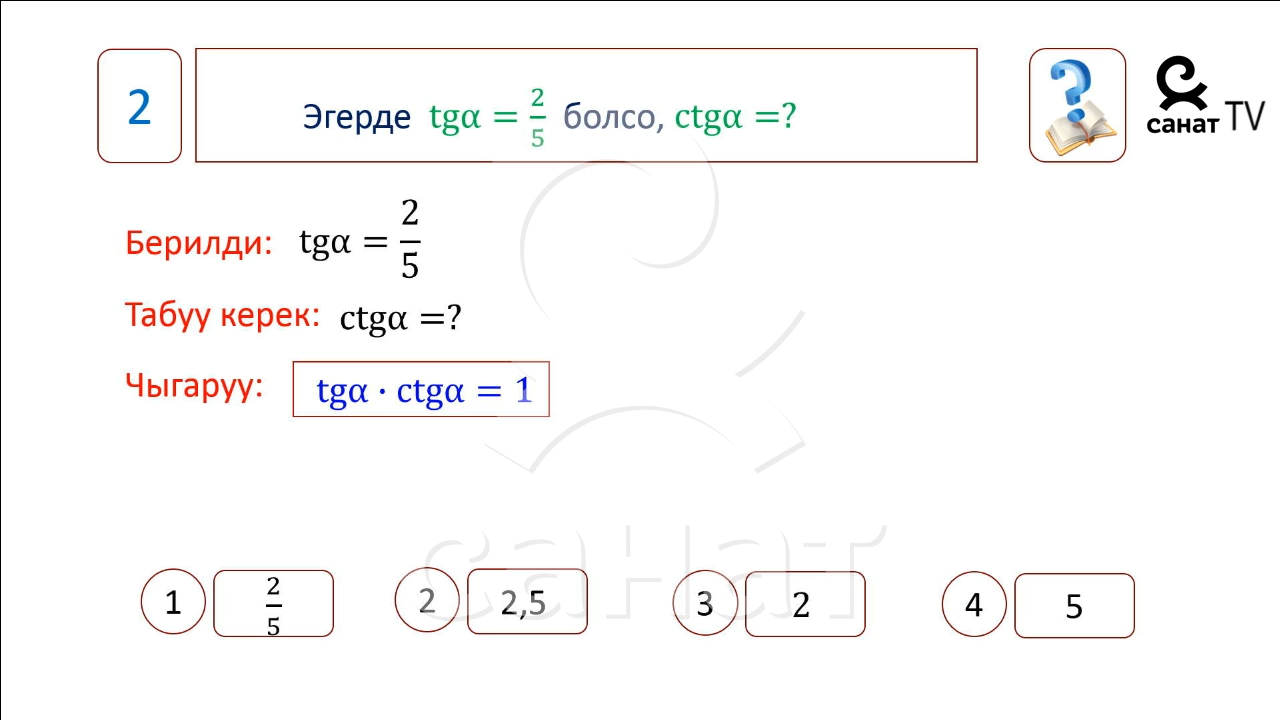 2
Эгерде tgα = 2/5 болсо, ctgα =?
санат TV
Берилди: tgα = 2/5
Табуу керек: ctgα =?
Чыгаруу: tgα · ctgα = 1
санат
1 2/5 2 2,5 3 2 4 5